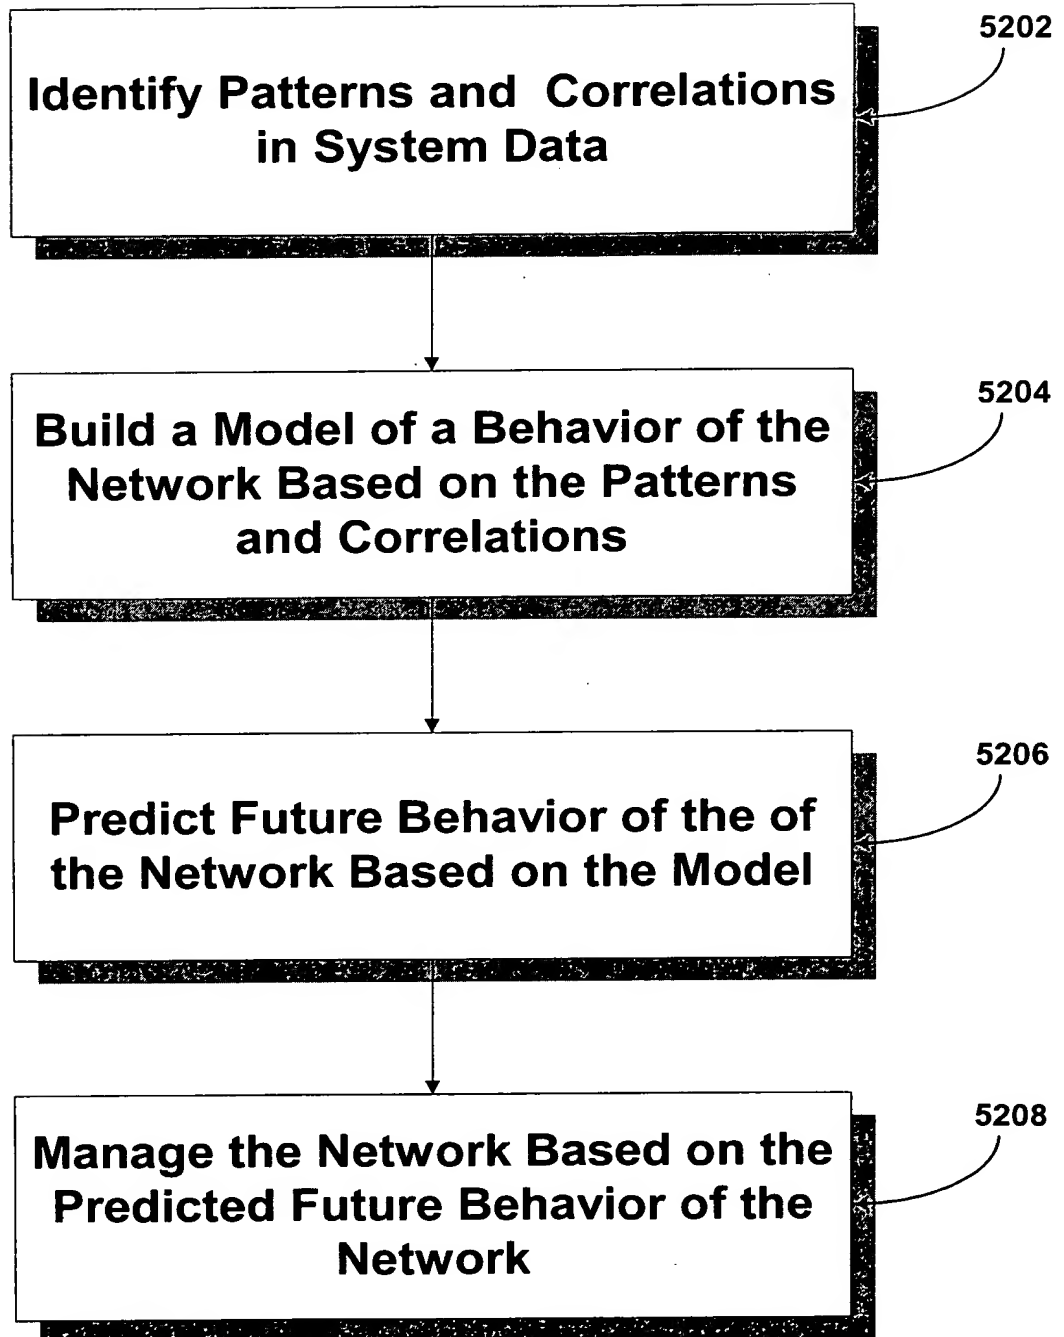 5202
Identify Patterns and Correlations
in System Data
5204
Build a Model of a Behavior of the
Network Based on the Patterns
and Correlations
5206
Predict Future Behavior of the of
the Network Based on the Model
5208
Manage the Network Based on the
Predicted Future Behavior of the
Network